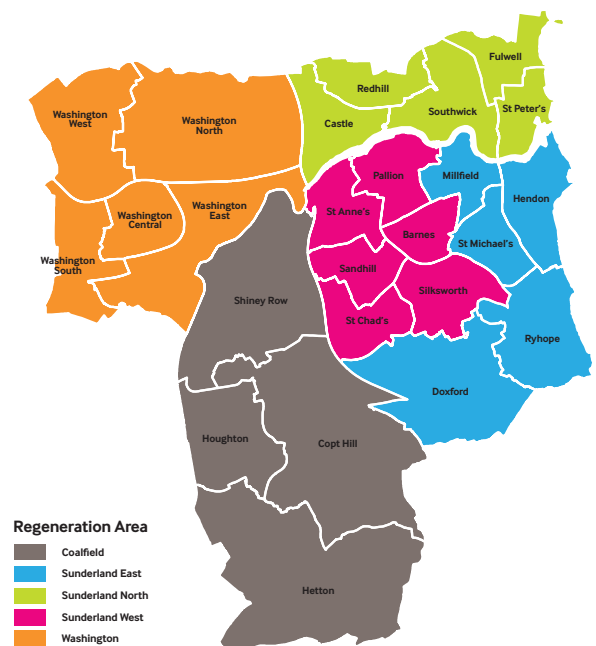 Fulwell
Redhill
St Peter's
Southwick
Castle
Washington
West
Washington
North
Pallion
Millfield
Hendon
Washington
East
St Anne's
Washington
Central
Barnes
St Michael's
Washington
South
Sandhill
Silksworth
Shiney Row
St Chad's
Ryhope
Doxford
Houghton
Copt Hill
Hetton
Regeneration Area
Coalfield
Sunderland East
Sunderland North
Sunderland West
Washington